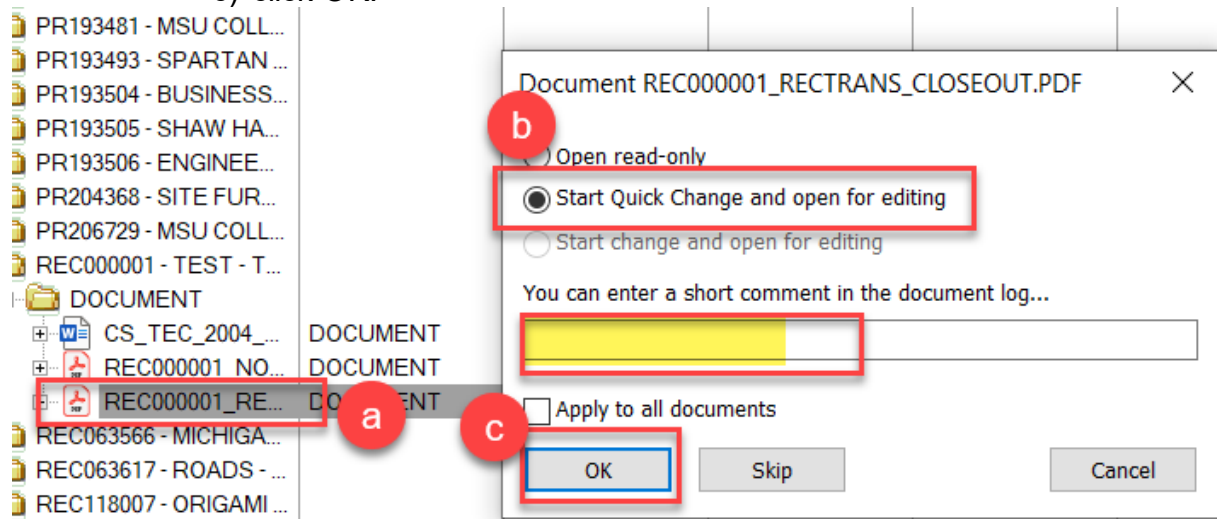 PR193481 - MSU COLL...
PR193493 - SPARTAN ...
PR193504 - BUSINESS...
PR193505 - SHAW HA...
PR193506 - ENGINEE...
PR204368 - SITE FUR...
PR206729 - MSU COLL...
REC000001 - TEST - T...
DOCUMENT
CS_TEC_2004_... DOCUMENT
REC000001_NO... DOCUMENT
REC000001_RE...
a
REC063566 - MICHIGA...
REC063617 - ROADS - ...
REC118007 - ORIGAMI ...
Document REC000001_RECTRANS_CLOSEOUT.PDF
b
Open read-only
Start Quick Change and open for editing
Start change and open for editing
You can enter a short comment in the document log...
Apply to all documents
c
OK Skip Cancel